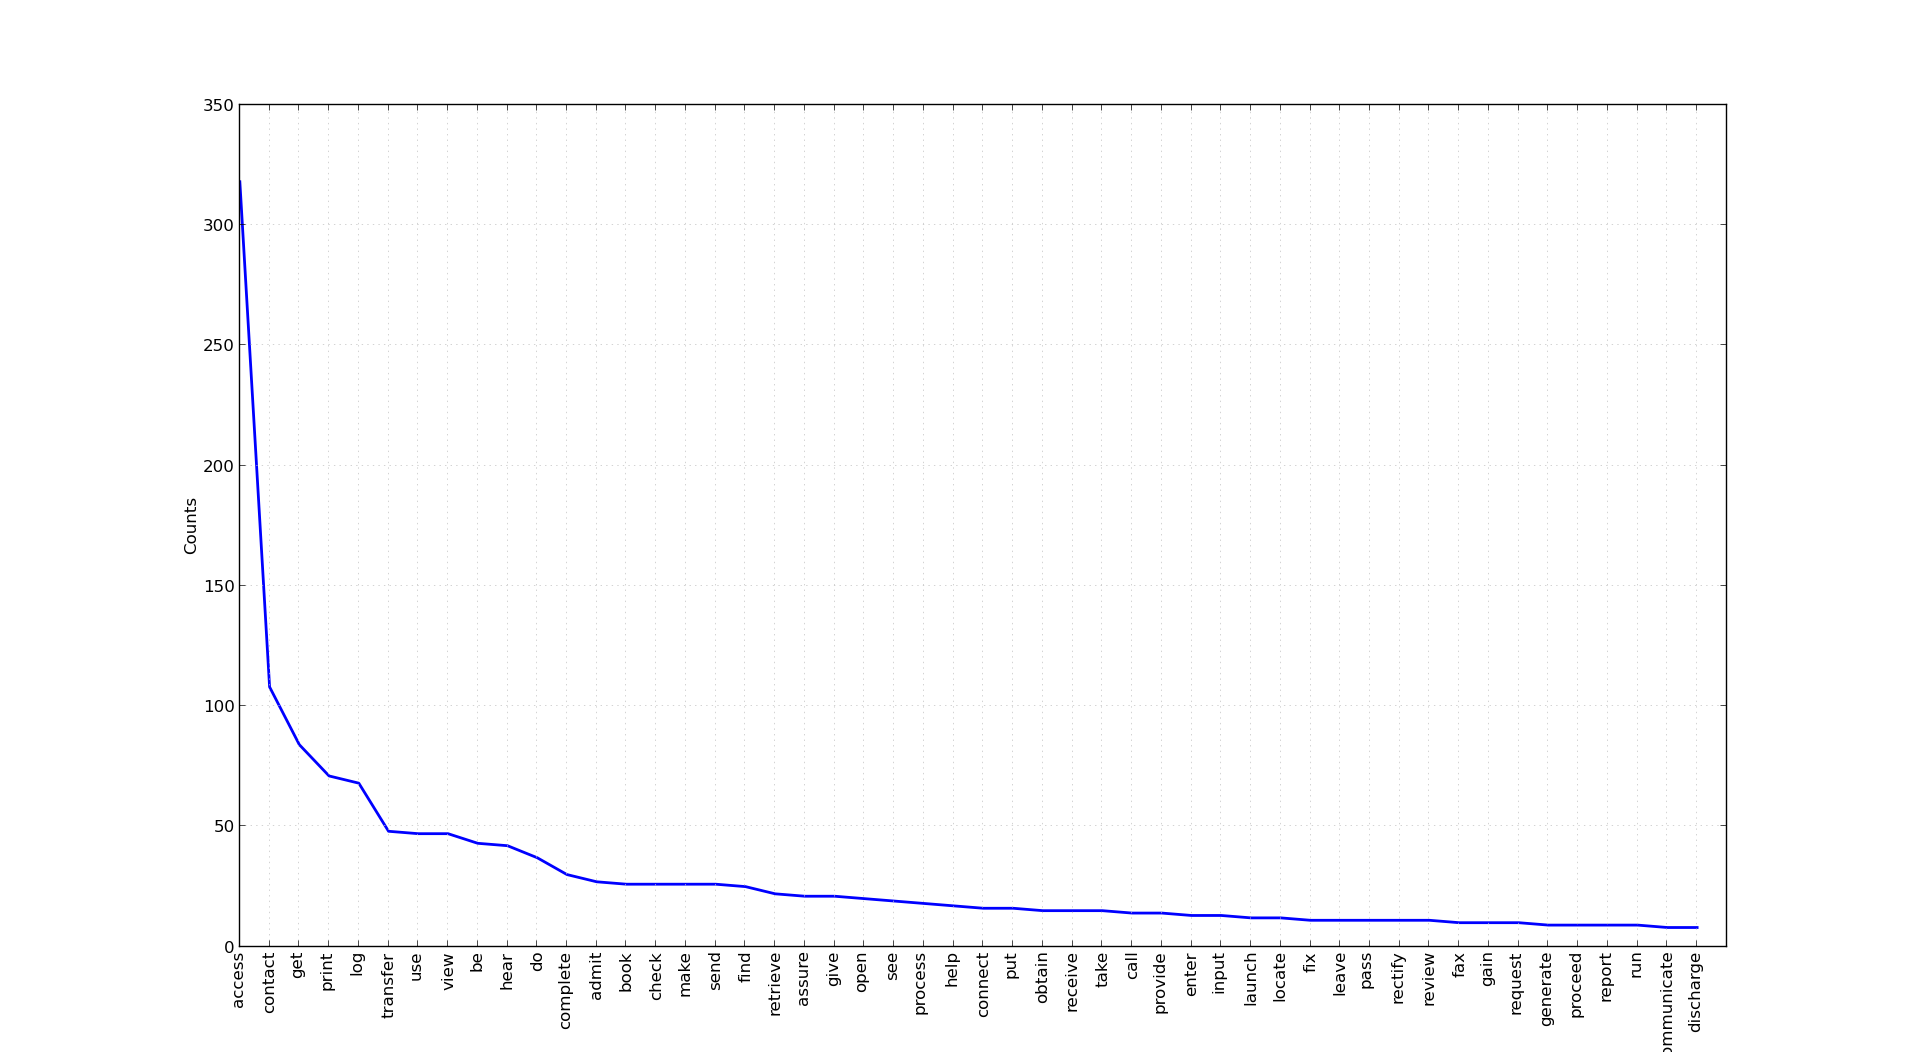 350
300
250
200
150
100
50
0
Counts
access
contact
get
print
log
transfer
use
view
be
hear
do
complete
admit
book
check
make
send
find
retrieve
assure
give
open
see
process
help
connect
put
obtain
receive
take
call
provide
enter
input
launch
locate
fix
leave
pass
rectify
review
fax
gain
request
generate
proceed
report
run
ommunicate
discharge